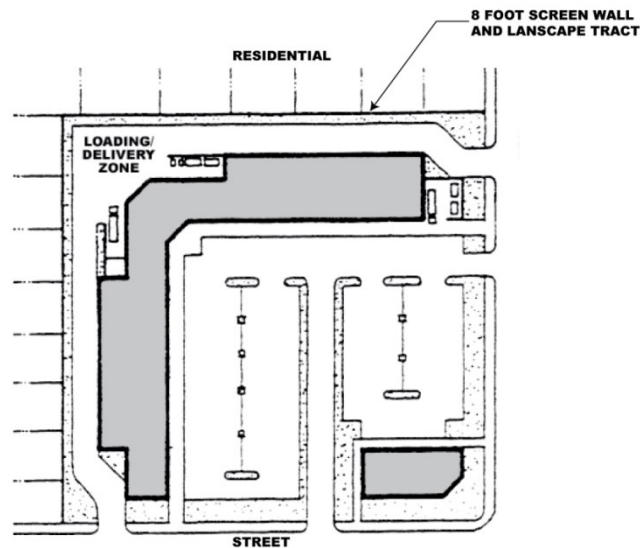 8 FOOT SCREEN WALL
AND LANSCAPE TRACT
RESIDENTIAL
LOADING/
DELIVERY
ZONE
STREET